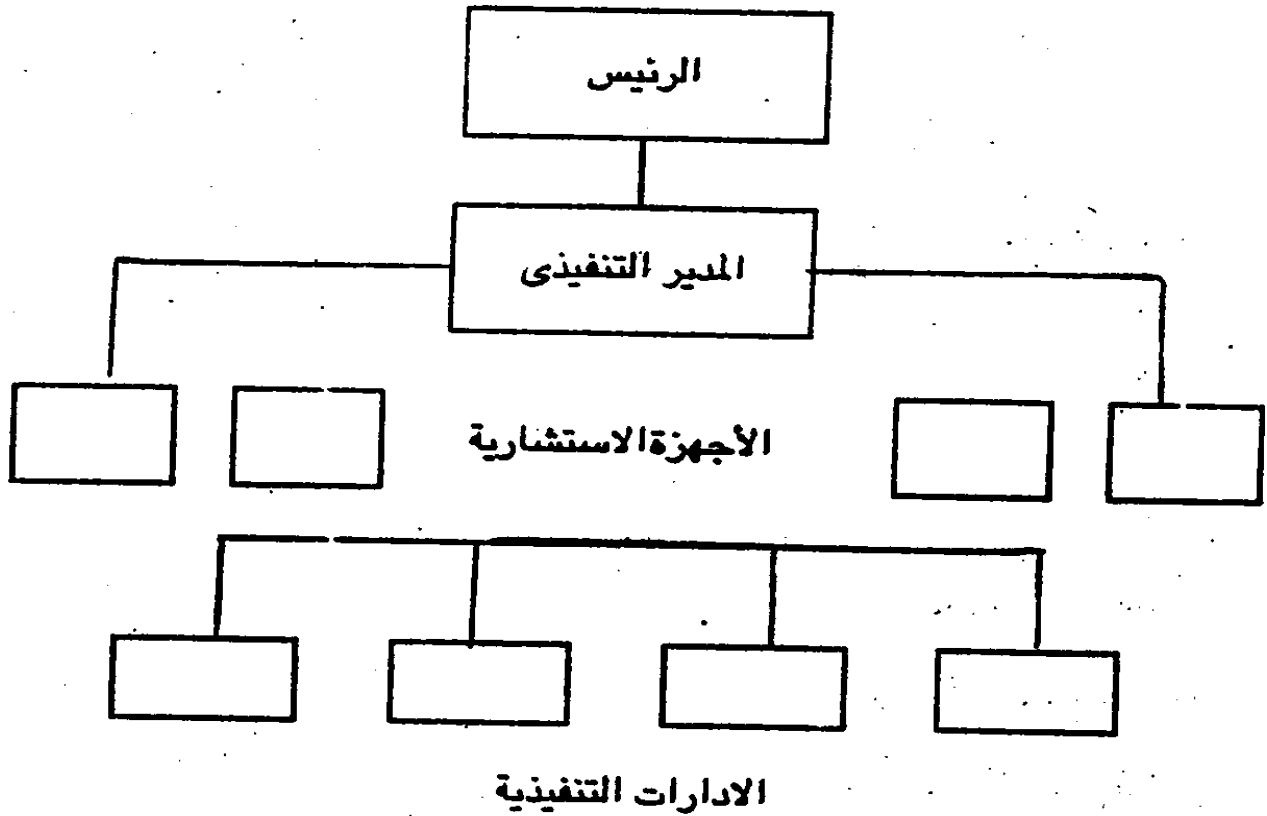 الرئيس
المدير التنفيذى
الأجهزة الاستشارية
الادارات التنفيذية